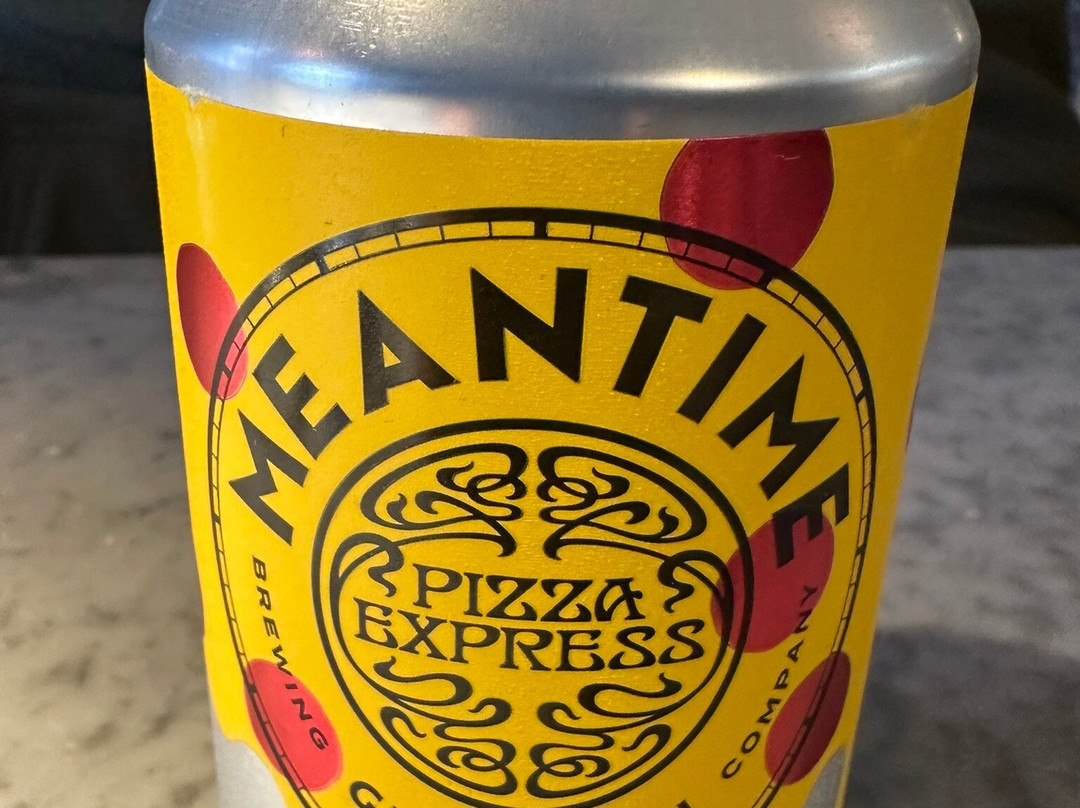 MEANTIME
BREWING
COMPANY
PIZZA
EXPRESS